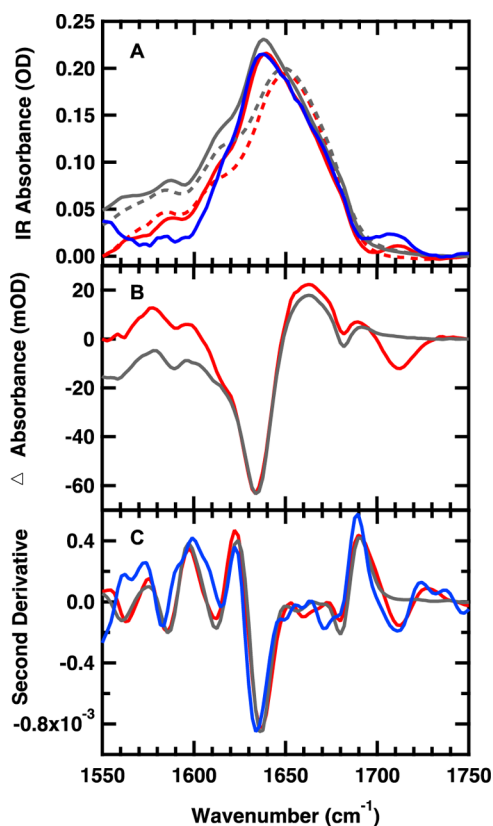 A
IR Absorbance (OD)
0.25
0.20
0.15
0.10
0.05
0.00
B
△ Absorbance (mOD)
20
0
-20
-40
-60
C
Second Derivative
0.4
0.0
-0.4
-0.8x10⁻³
1550 1600 1650 1700 1750
Wavenumber (cm⁻¹)